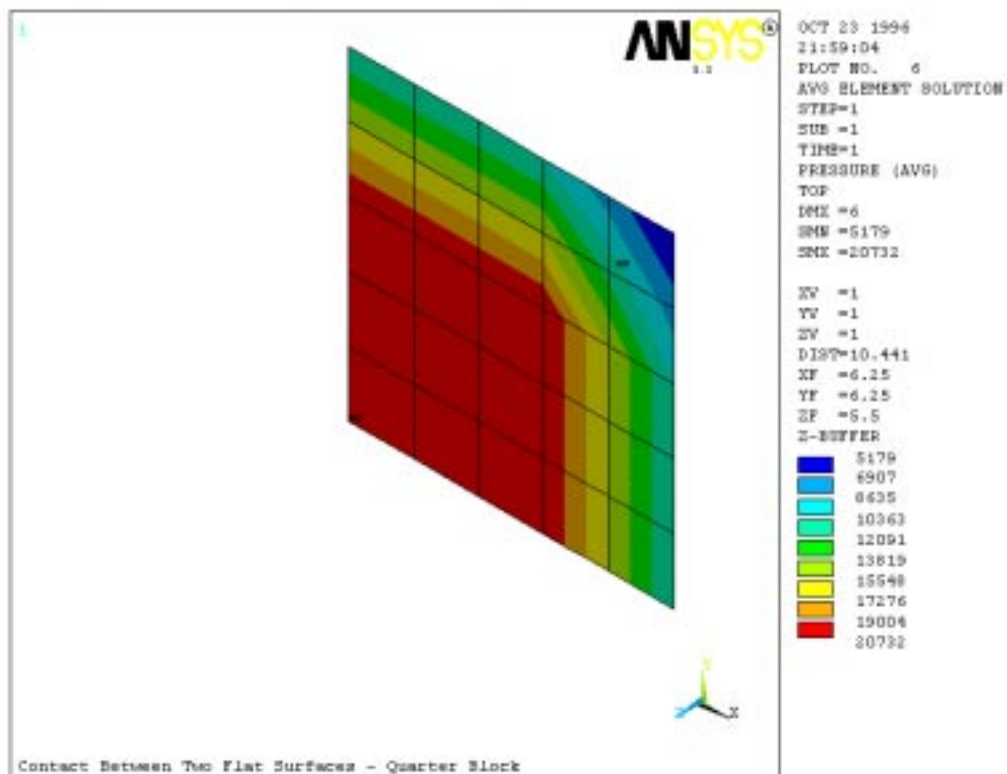 1
ANSYS
OCT 23 1996
21:59:04
PLOT NO. 6
AVG ELEMENT SOLUTION
STEP=1
SUB =1
TIME=1
PRESSURE (AVG)
TOP
DMX =6
SMN =5179
SMX =20732
XV =1
YV =1
ZV =1
DIST=10.441
XF =6.25
YF =6.25
ZF =5.5
Z-BUFFER
5179
6907
8635
10363
12091
13819
15548
17276
19004
20732
Y
Z
X
Contact Between Two Flat Surfaces - Quarter Block